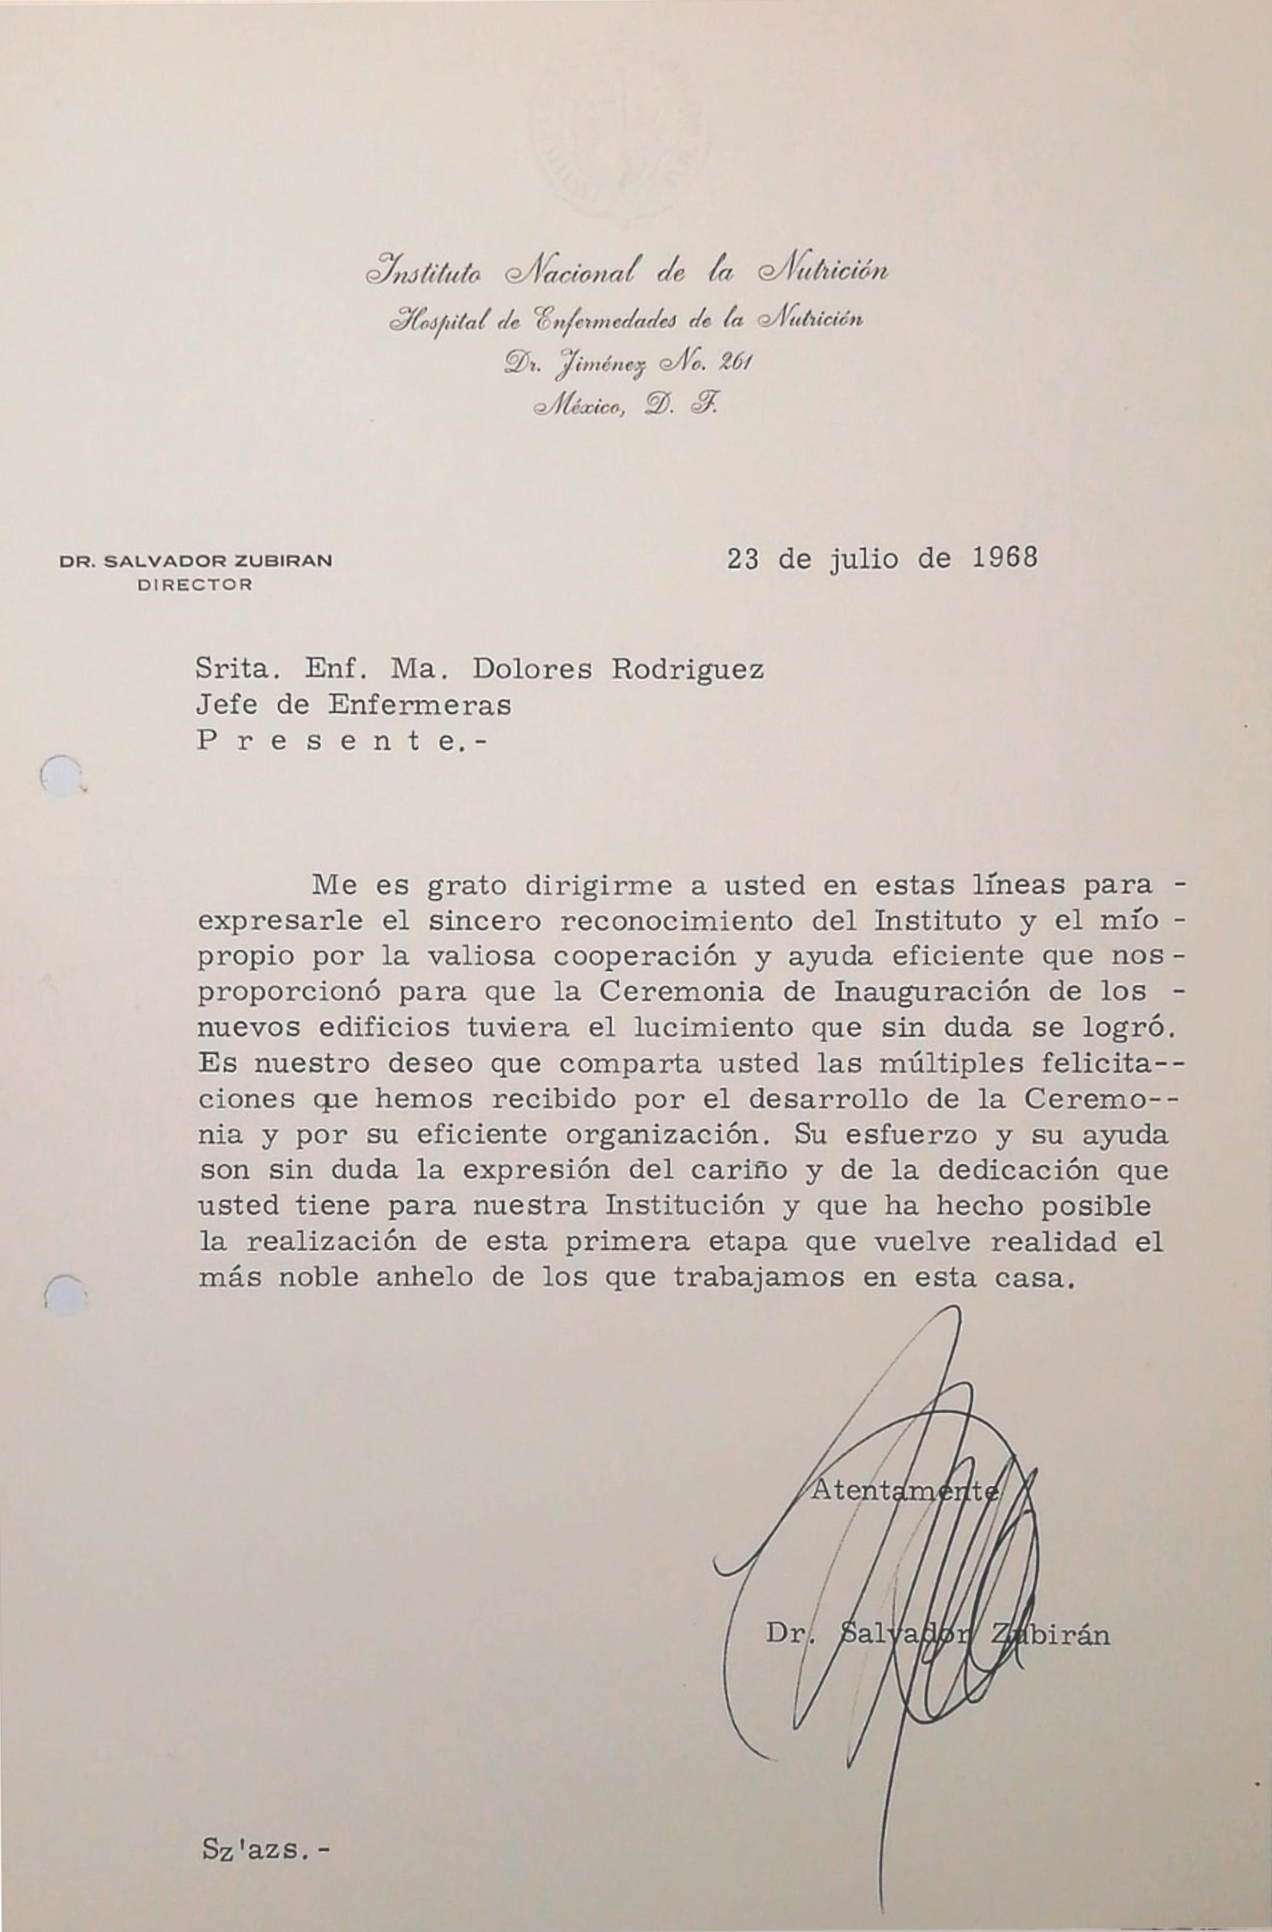 Instituto Nacional de la Nutrición
Hospital de Enfermedades de la Nutrición
Dr. Jiménez No. 261
México, D. F.
DR. SALVADOR ZUBIRAN
DIRECTOR
23 de julio de 1968
Srita. Enf. Ma. Dolores Rodriguez
Jefe de Enfermeras
P r e s e n t e.-
Me es grato dirigirme a usted en estas líneas para -
expresarle el sincero reconocimiento del Instituto y el mío -
propio por la valiosa cooperación y ayuda eficiente que nos-
proporcionó para que la Ceremonia de Inauguración de los -
nuevos edificios tuviera el lucimiento que sin duda se logró.
Es nuestro deseo que comparta usted las múltiples felicita--
ciones que hemos recibido por el desarrollo de la Ceremo--
nia y por su eficiente organización. Su esfuerzo y su ayuda
son sin duda la expresión del cariño y de la dedicación que
usted tiene para nuestra Institución y que ha hecho posible
la realización de esta primera etapa que vuelve realidad el
más noble anhelo de los que trabajamos en esta casa.
Atentamente
Dr. Salvador Zubirán
Sz'azs.-